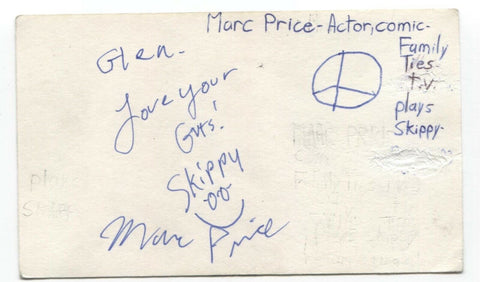 Marc Price-Actor, comic-
Family
Ties-
t.v.
plays
Skippy-
Glen-
Love your
Guts!
Skippy
Marc Price